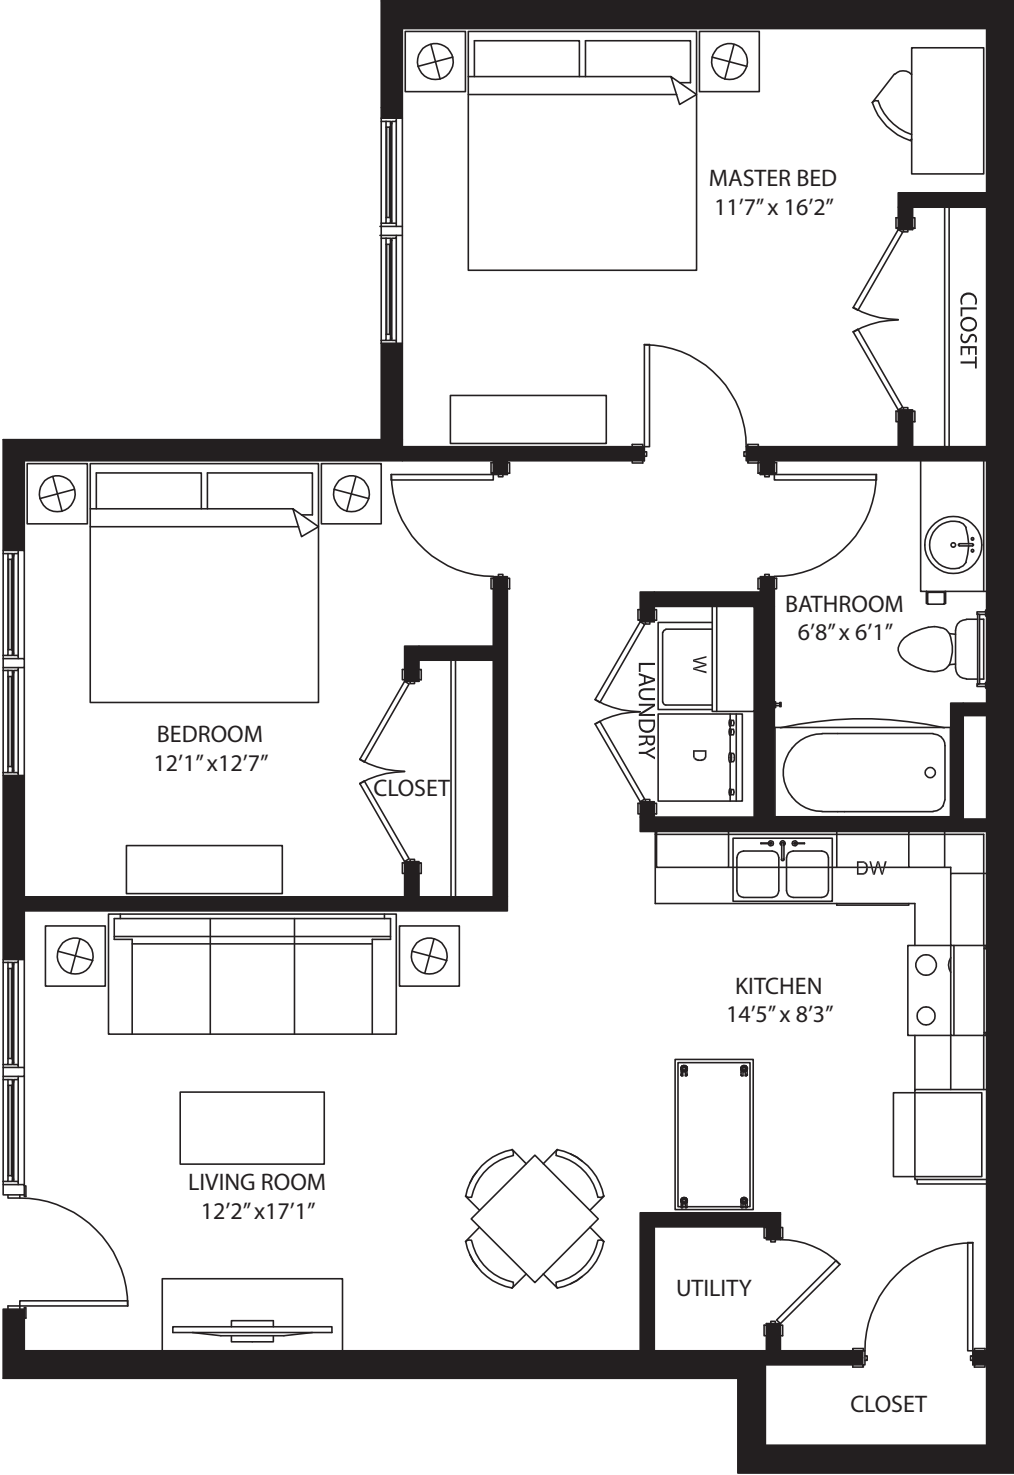 MASTER BED
11'7” x 16'2”
CLOSET
BATHROOM
6'8” x 6'1”
W
LAUNDRY
D
BEDROOM
12'1” x12'7”
CLOSET
DW
KITCHEN
14'5” x 8'3”
LIVING ROOM
12'2” x17'1”
UTILITY
CLOSET